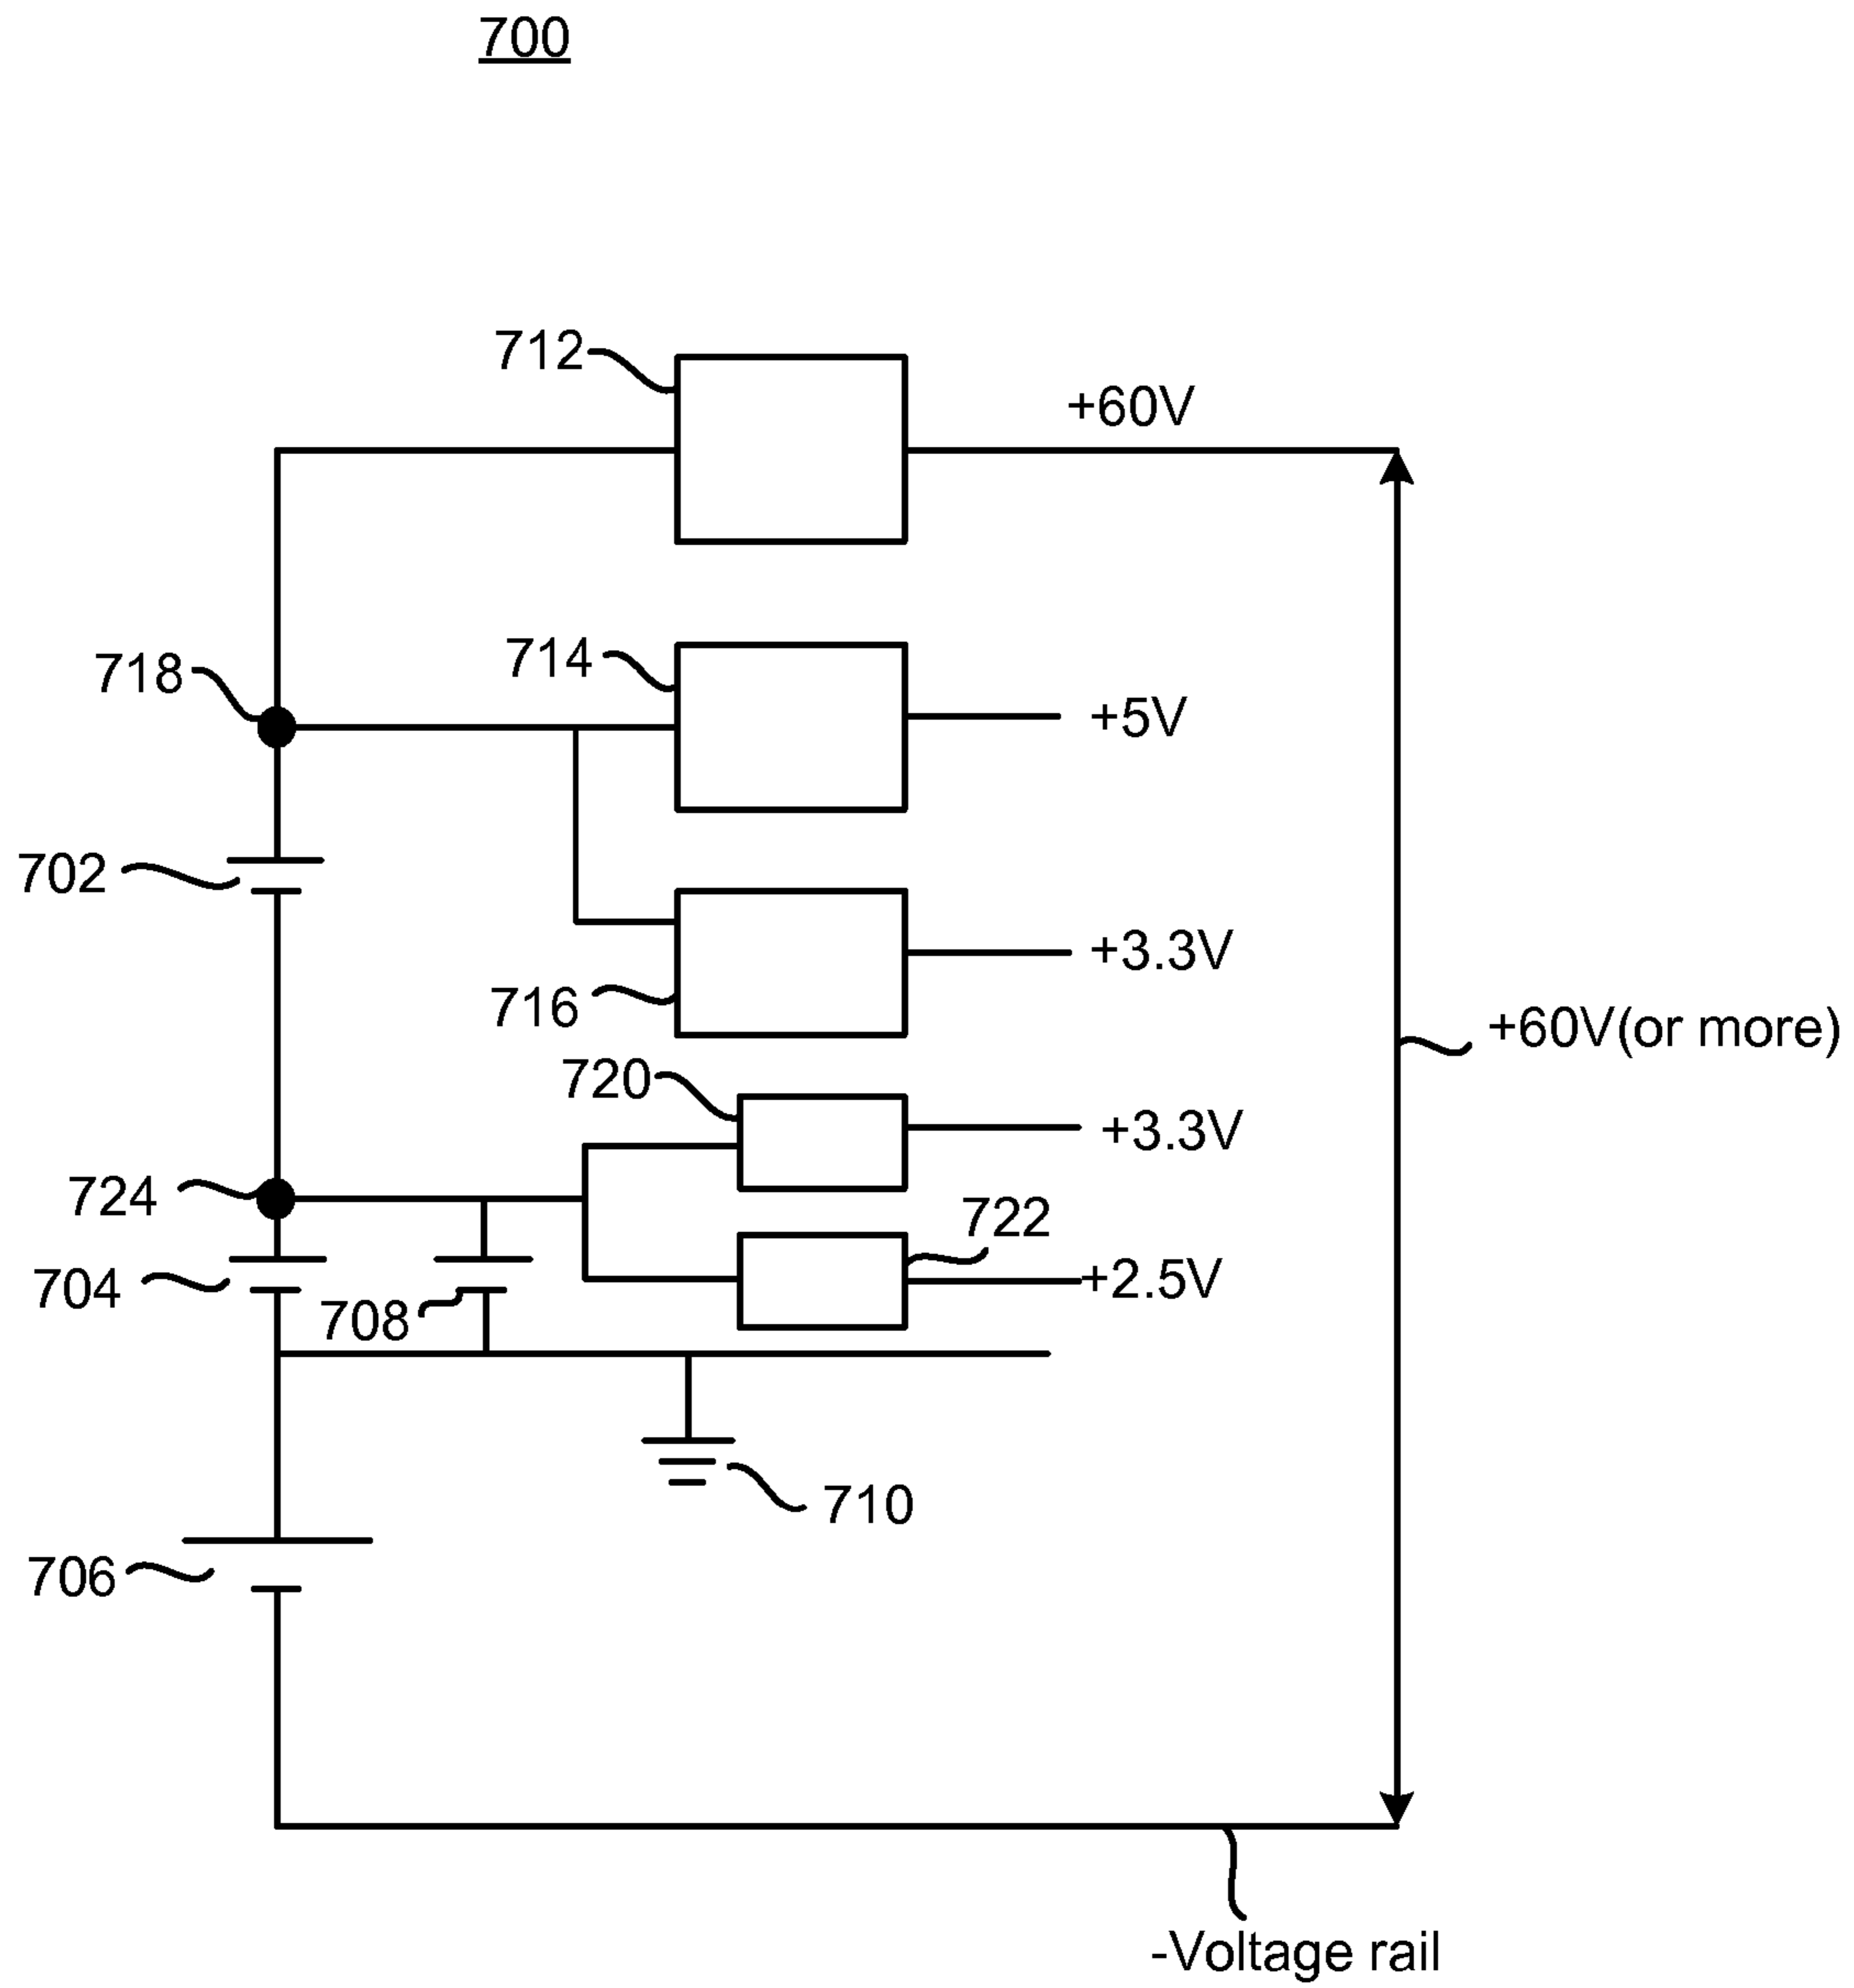 700
712
+60V
718
714
+5V
702
716
+3.3V
+60V(or more)
720
+3.3V
724
722
704
708
+2.5V
710
706
-Voltage rail